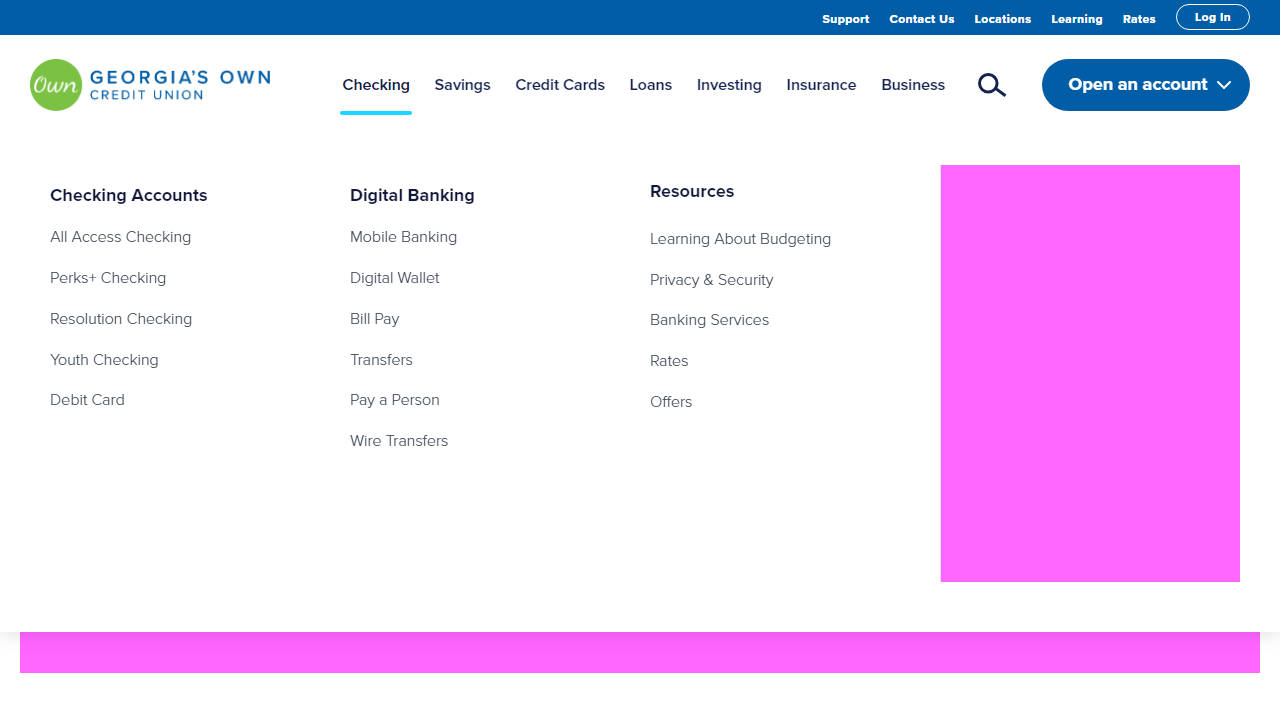 Support Contact Us Locations Learning Rates Log In
Own GEORGIA'S OWN
CREDIT UNION
Checking Savings Credit Cards Loans Investing Insurance Business
Open an account
Checking Accounts
All Access Checking
Perks+ Checking
Resolution Checking
Youth Checking
Debit Card
Digital Banking
Mobile Banking
Digital Wallet
Bill Pay
Transfers
Pay a Person
Wire Transfers
Resources
Learning About Budgeting
Privacy & Security
Banking Services
Rates
Offers